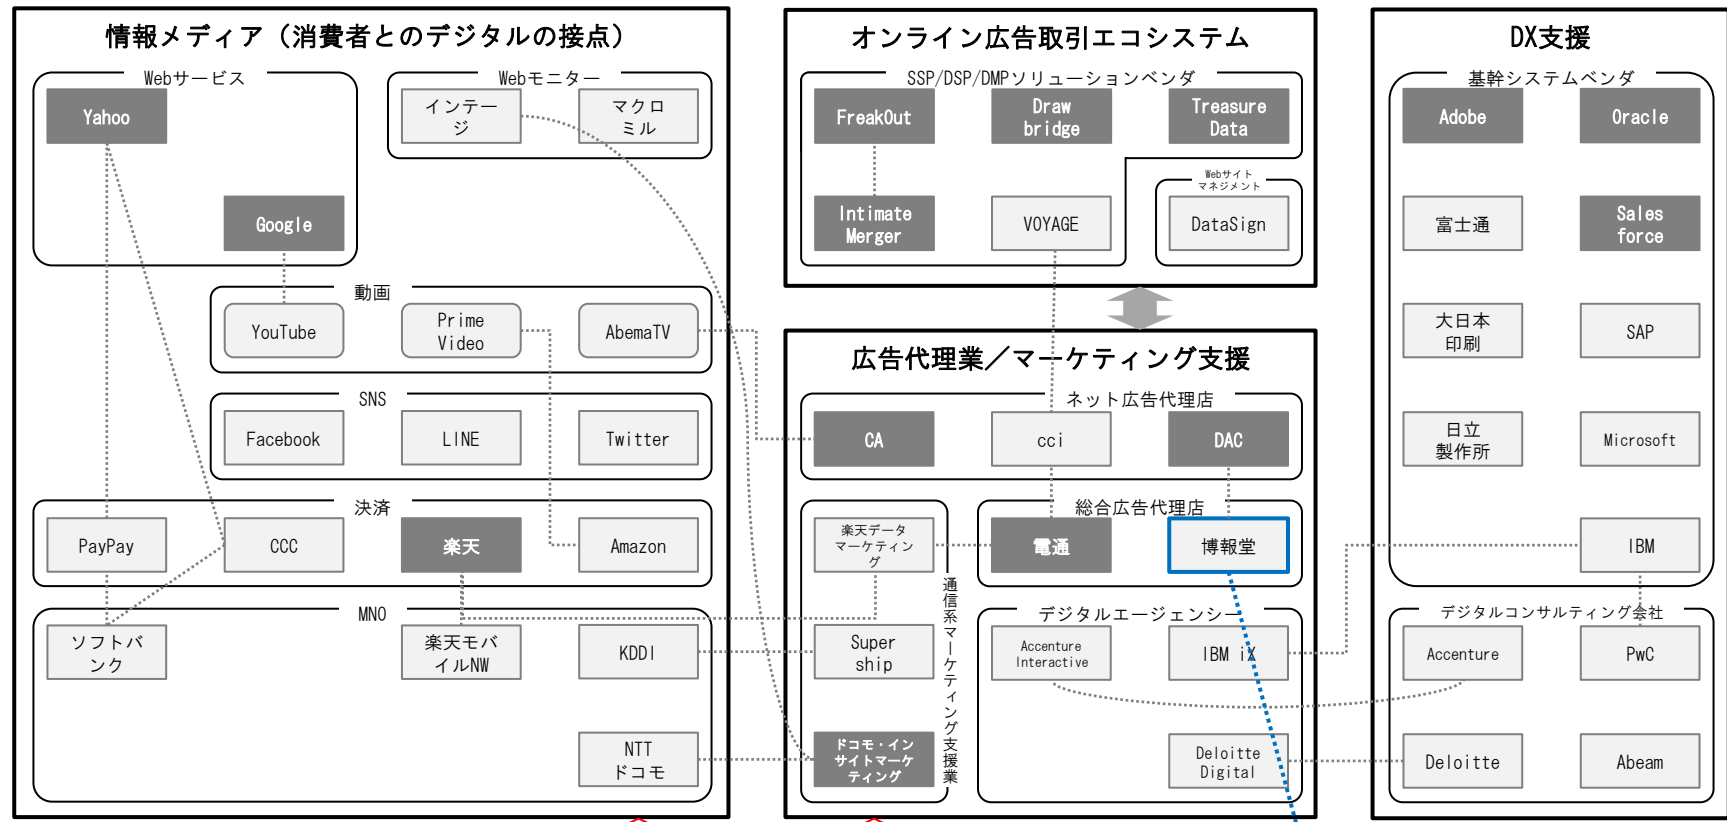 情報メディア（消費者とのデジタルの接点）
Webサービス
Yahoo
Google
Webモニター
インテー
ジ
マクロ
ミル
動画
YouTube
Prime
Video
AbemaTV
SNS
Facebook
LINE
Twitter
決済
PayPay
CCC
楽天
Amazon
MNO
ソフトバ
ンク
楽天モバ
イルNW
KDDI
NTT
ドコモ
オンライン広告取引エコシステム
SSP/DSP/DMPソリューションベンダ
FreakOut
Draw
bridge
Treasure
Data
Intimate
Merger
VOYAGE
Webサイト
マネジメント
DataSign
広告代理業／マーケティング支援
ネット広告代理店
CA
cci
DAC
総合広告代理店
電通
博報堂
楽天データ
マーケティン
グ
Super
ship
ドコモ・イン
サイトマーケ
ティング
通信系マーケティング支援業
デジタルエージェンシー
Accenture
Interactive
IBM iX
Deloitte
Digital
DX支援
基幹システムベンダ
Adobe
Oracle
富士通
Sales
force
大日本
印刷
SAP
日立
製作所
Microsoft
IBM
デジタルコンサルティング会社
Accenture
PwC
Deloitte
Abeam